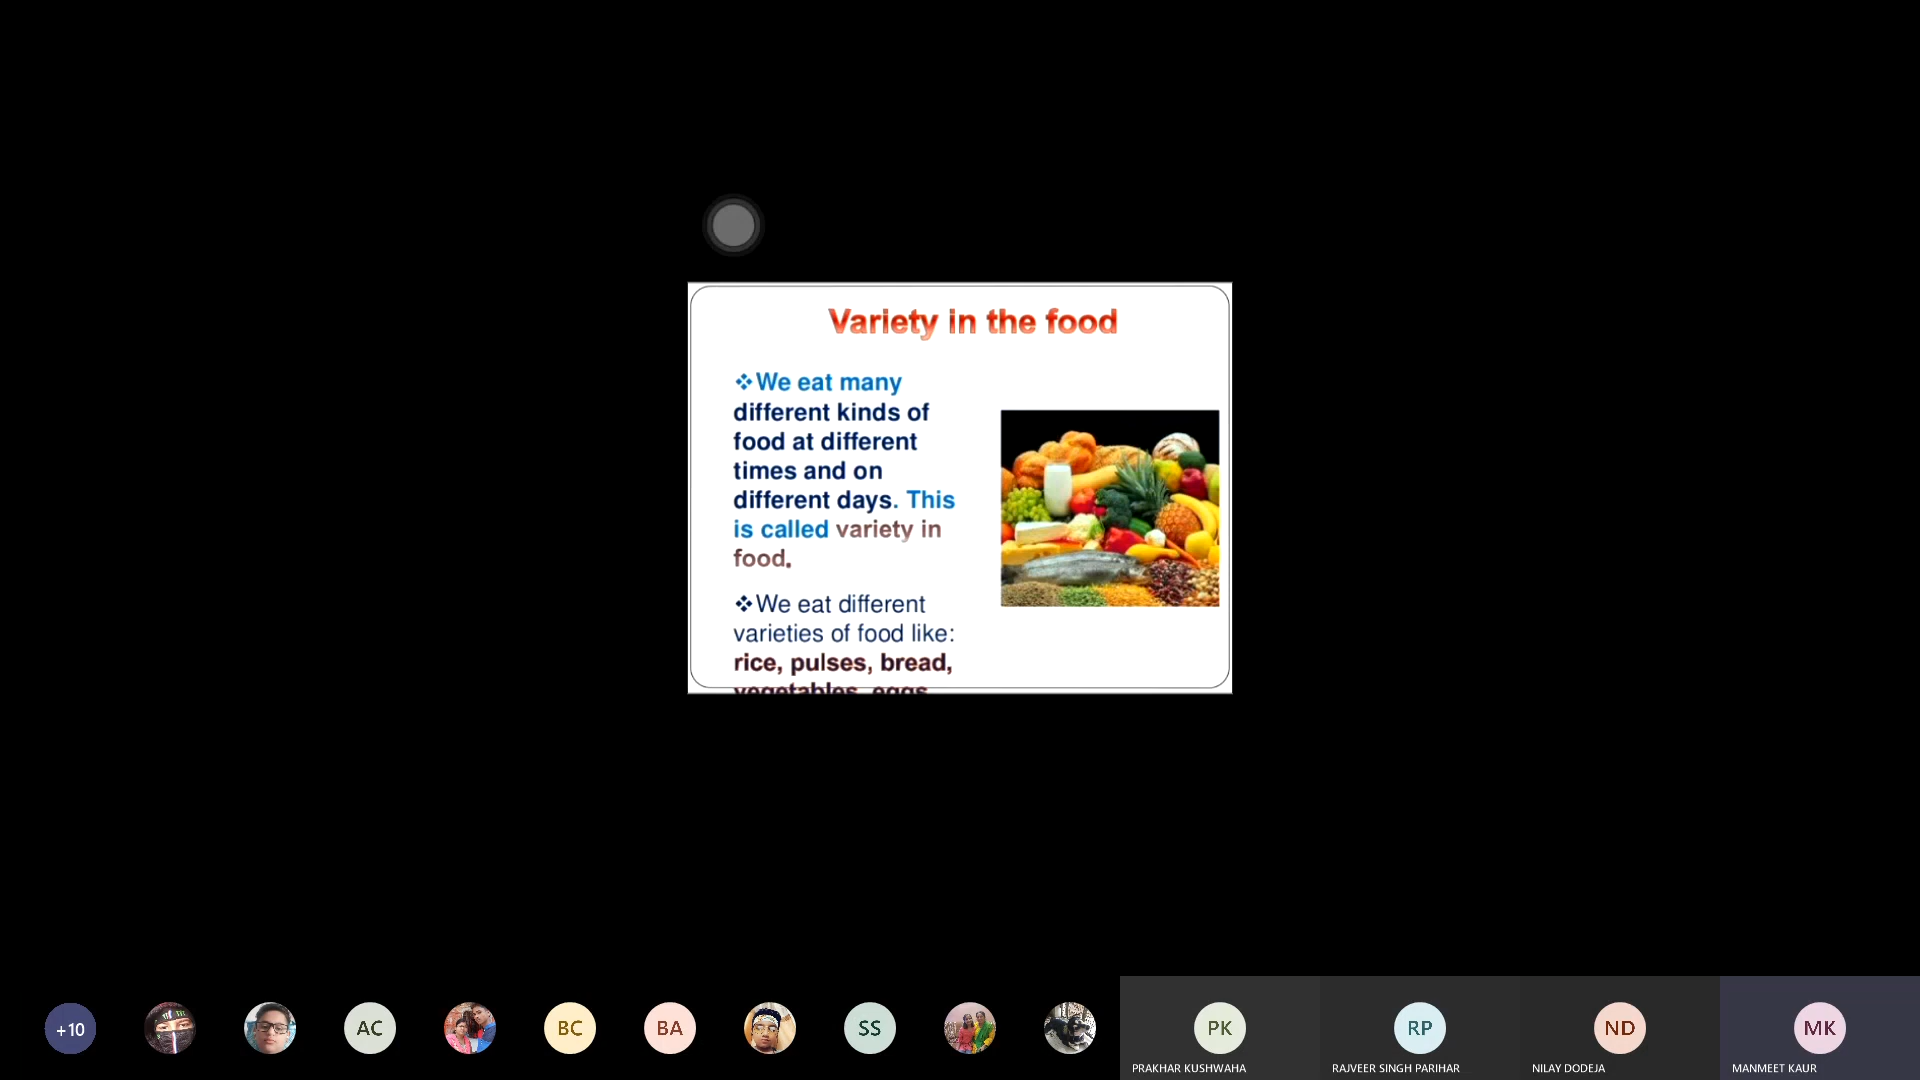 Variety in the food
❖We eat many
different kinds of
food at different
times and on
different days. This
is called variety in
food.
❖We eat different
varieties of food like:
rice, pulses, bread,
vegetables, eggs
+10
AC
BC
BA
SS
PK
RP
ND
MK
PRAKHAR KUSHWAHA
RAJVEER SINGH PARIHAR
NILAY DODEJA
MANMEET KAUR